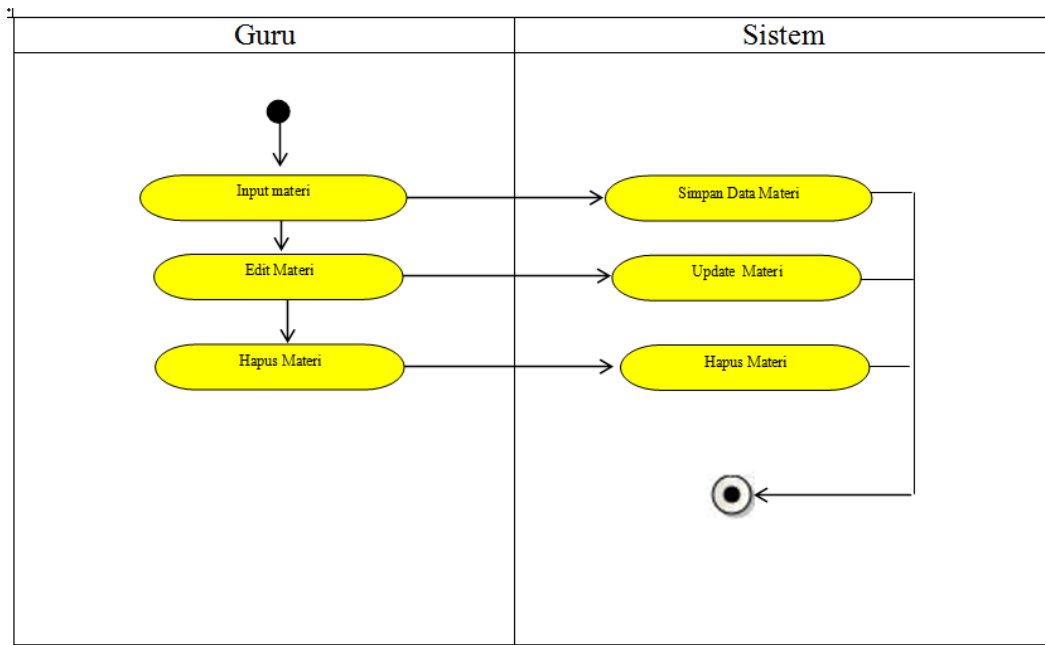 Guru
Sistem
Input materi
Simpan Data Materi
Edit Materi
Update Materi
Hapus Materi
Hapus Materi